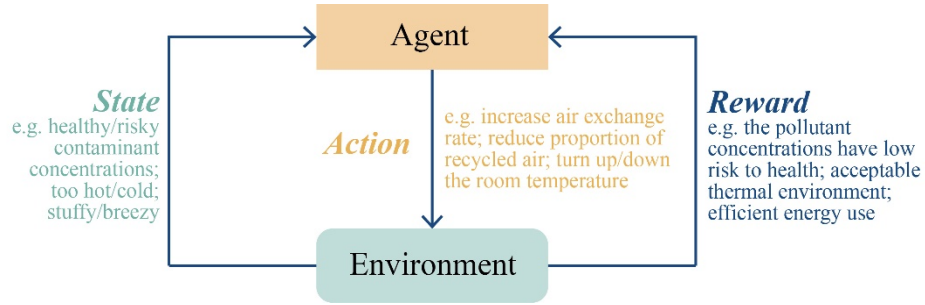 Agent
State
e.g. healthy/risky
contaminant
concentrations;
too hot/cold;
stuffy/breezy
Action
e.g. increase air exchange
rate; reduce proportion of
recycled air; turn up/down
the room temperature
Reward
e.g. the pollutant
concentrations have low
risk to health; acceptable
thermal environment;
efficient energy use
Environment